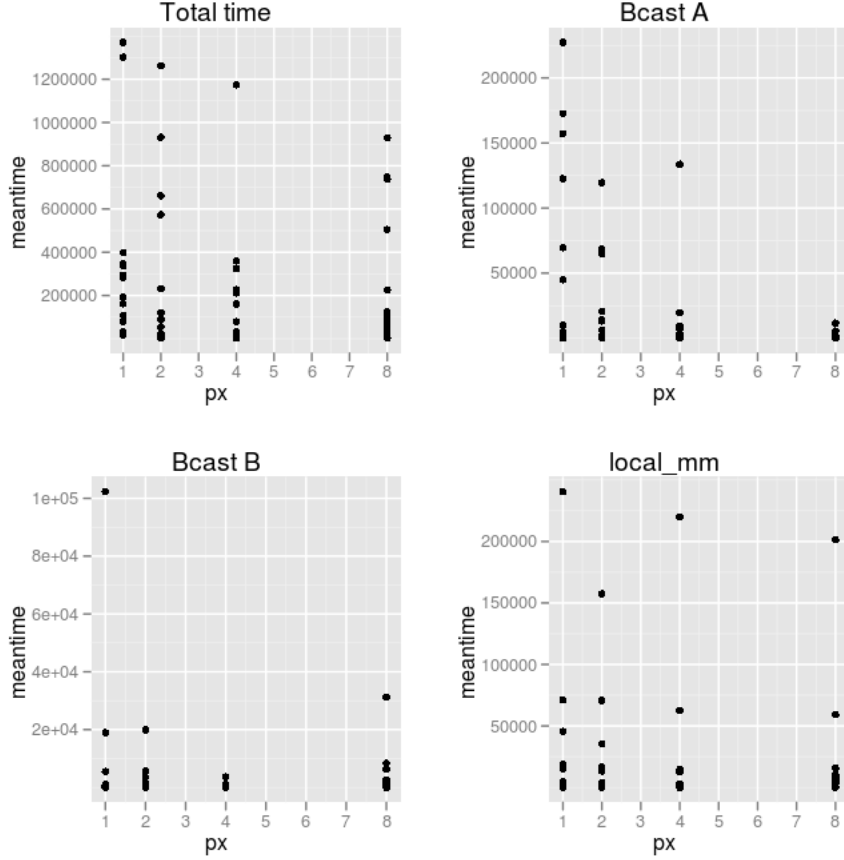 Total time
meantime
1200000
1000000
800000
600000
400000
200000
1 2 3 4 5 6 7 8
px
Bcast A
meantime
200000
150000
100000
50000
1 2 3 4 5 6 7 8
px
Bcast B
meantime
1e+05
8e+04
6e+04
4e+04
2e+04
1 2 3 4 5 6 7 8
px
local_mm
meantime
200000
150000
100000
50000
1 2 3 4 5 6 7 8
px